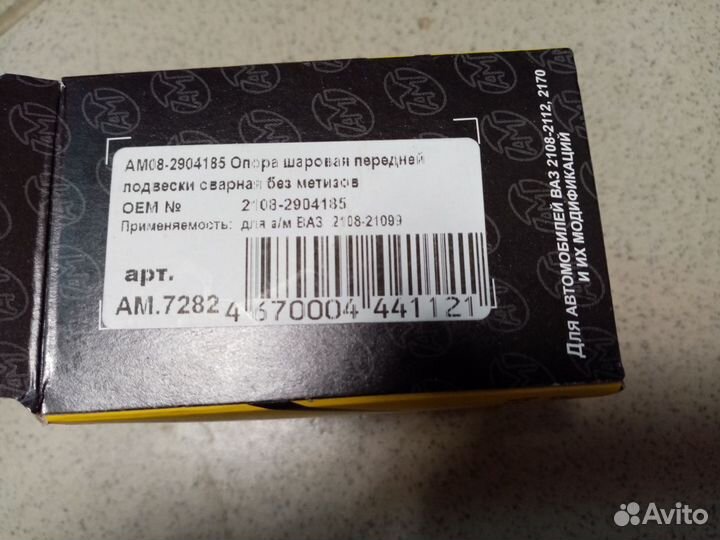 AM08-2904185 Опора шаровая передней
подвески сварная без метизов
OEM № 2108-2904185
Применяемость: для а/м ВАЗ 2108-21099
арт.
AM.7282
4 670004 441121
Для АВТОМОБИЛЕЙ ВАЗ 2108-2112, 2170
И ИХ МОДИФИКАЦИЙ
AM
Avito